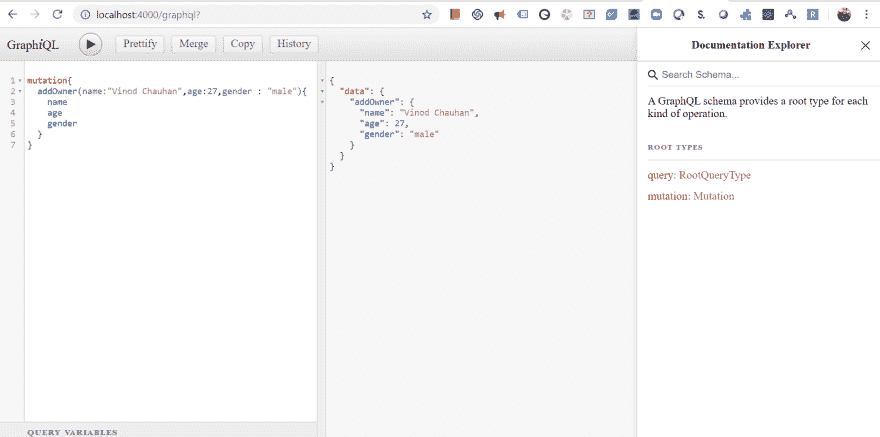 localhost:4000/graphql?
GraphiQL
Prettify
Merge
Copy
History
Documentation Explorer
1 mutation{
2 addOwner(name:"Vinod Chauhan",age:27,gender : "male"){
3 name
4 age
5 gender
6 }
7 }
{
"data": {
"addOwner": {
"name": "Vinod Chauhan",
"age": 27,
"gender": "male"
}
}
}
Search Schema...
A GraphQL schema provides a root type for each
kind of operation.
ROOT TYPES
query: RootQueryType
mutation: Mutation
QUERY VARIABLES